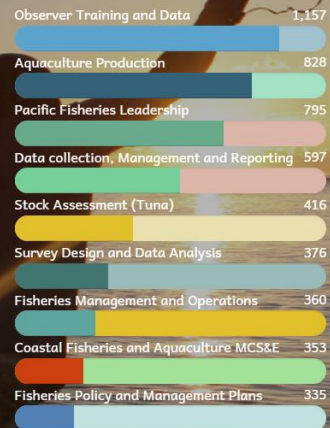 Observer Training and Data 1,157
Aquaculture Production 828
Pacific Fisheries Leadership 795
Data collection, Management and Reporting 597
Stock Assessment (Tuna) 416
Survey Design and Data Analysis 376
Fisheries Management and Operations 360
Coastal Fisheries and Aquaculture MCS&E 353
Fisheries Policy and Management Plans 335